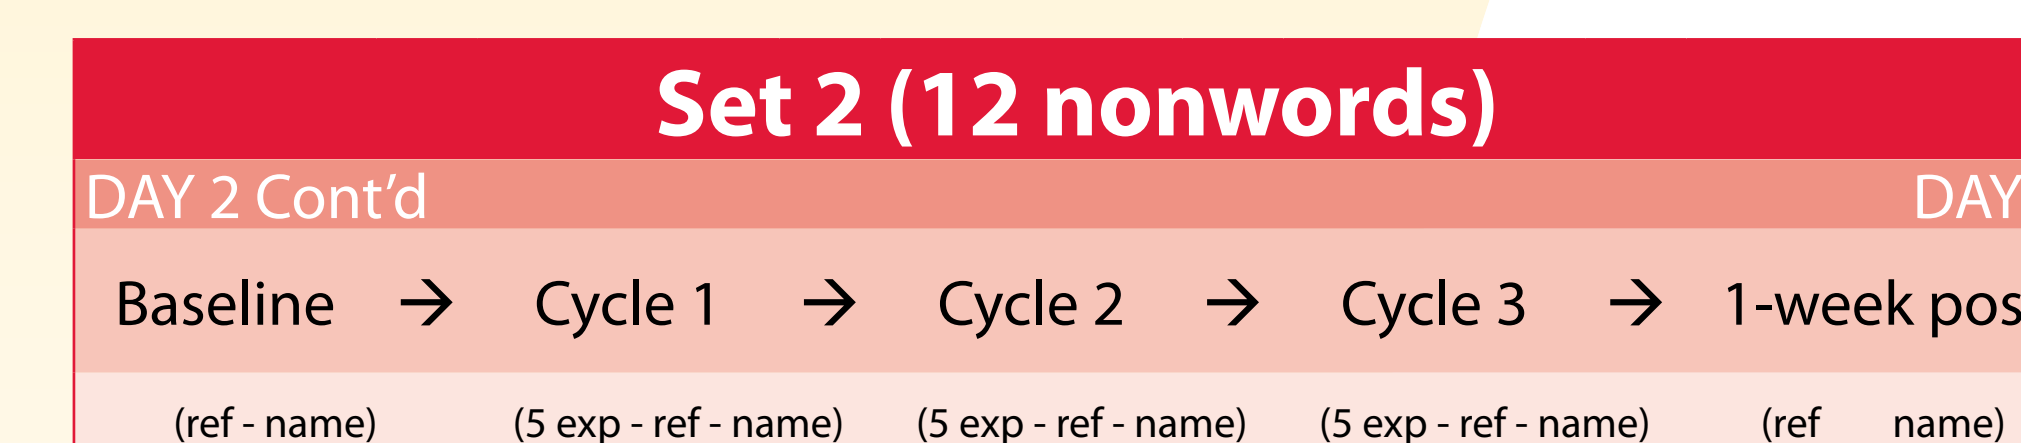 Set 2 (12 nonwords)
DAY 2 Cont’d DAY
Baseline → Cycle 1 → Cycle 2 → Cycle 3 → 1-week pos
(ref - name) (5 exp - ref - name) (5 exp - ref - name) (5 exp - ref - name) (ref name)